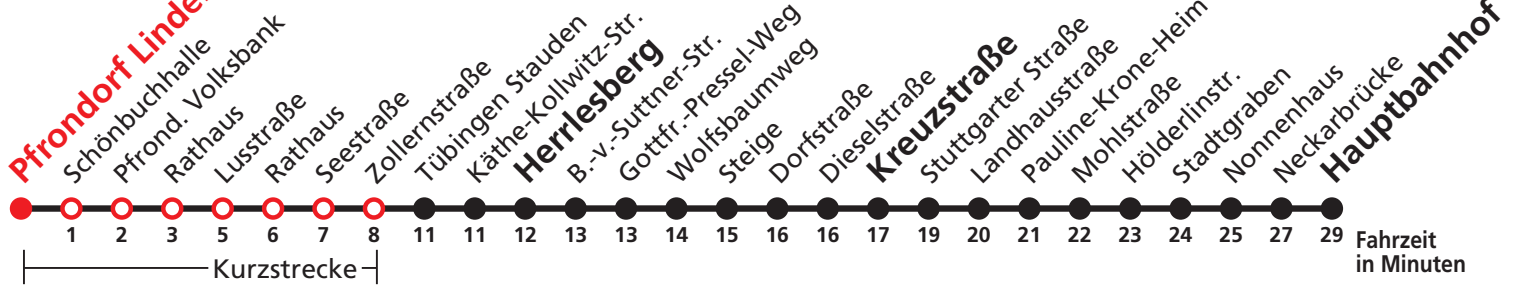 Pfrondorf
Schönbuchhalle
Pfrond. Volksbank
Rathaus
Lusstraße
Rathaus
Seestraße
Zollernstraße
Tübingen Stauden
Käthe-Kollwitz-Str.
Herrlesberg
B.-v.-Suttner-Str.
Gottfr.-Pressel-Weg
Wolfsbaumweg
Steige
Dorfstraße
Dieselstraße
Kreuzstraße
Stuttgarter Straße
Landhausstraße
Pauline-Krone-Heim
Mohlstraße
Hölderlinstr.
Stadtgraben
Nonnenhaus
Neckarbrücke
Hauptbahnhof
1 2 3 5 6 7 8 11 11 12 13 13 14 15 16 16 17 19 20 21 22 23 24 25 27 29
Fahrzeit
in Minuten
Kurzstrecke